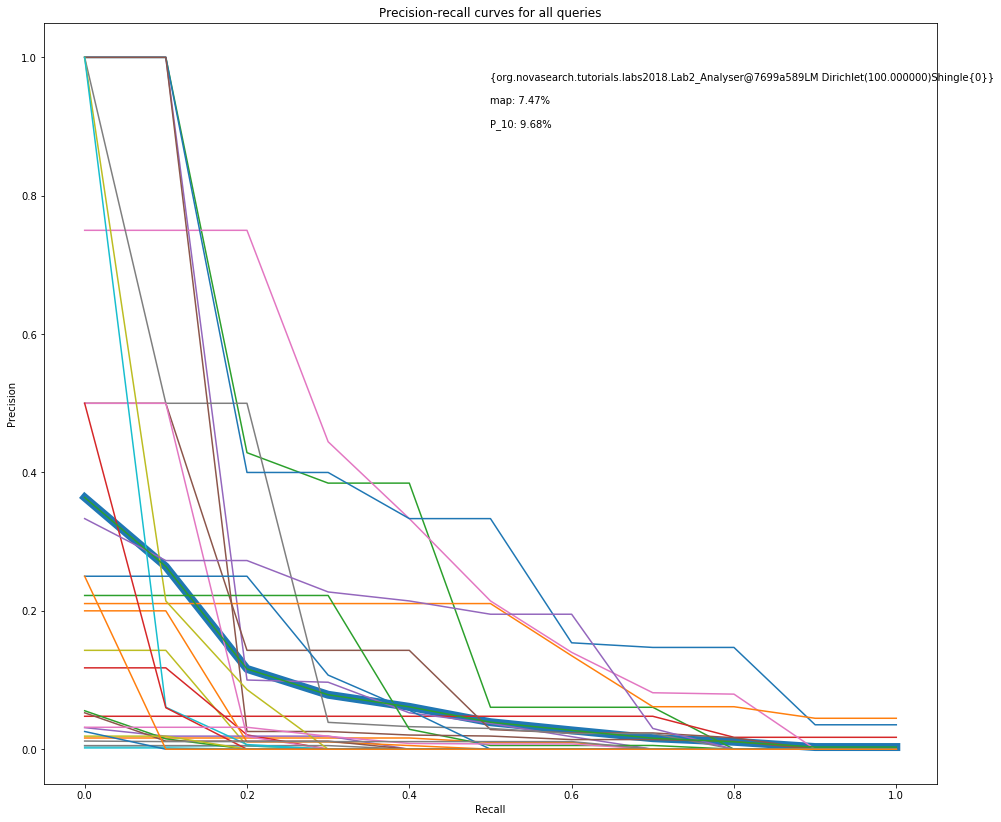 Precision-recall curves for all queries
1.0
{org.novasearch.tutorials.labs2018.Lab2_Analyser@7699a589LM Dirichlet(100.000000)Shingle{0}}
map: 7.47%
P_10: 9.68%
0.8
0.6
Precision
0.4
0.2
0.0
0.0 0.2 0.4 0.6 0.8 1.0
Recall